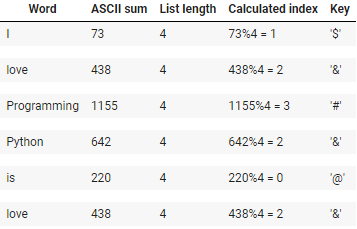 Word ASCII sum List length Calculated index Key
I 73 4 73%4 = 1 '$'
love 438 4 438%4 = 2 '&'
Programming 1155 4 1155%4 = 3 '#'
Python 642 4 642%4 = 2 '&'
is 220 4 220%4 = 0 '@'
love 438 4 438%4 = 2 '&'